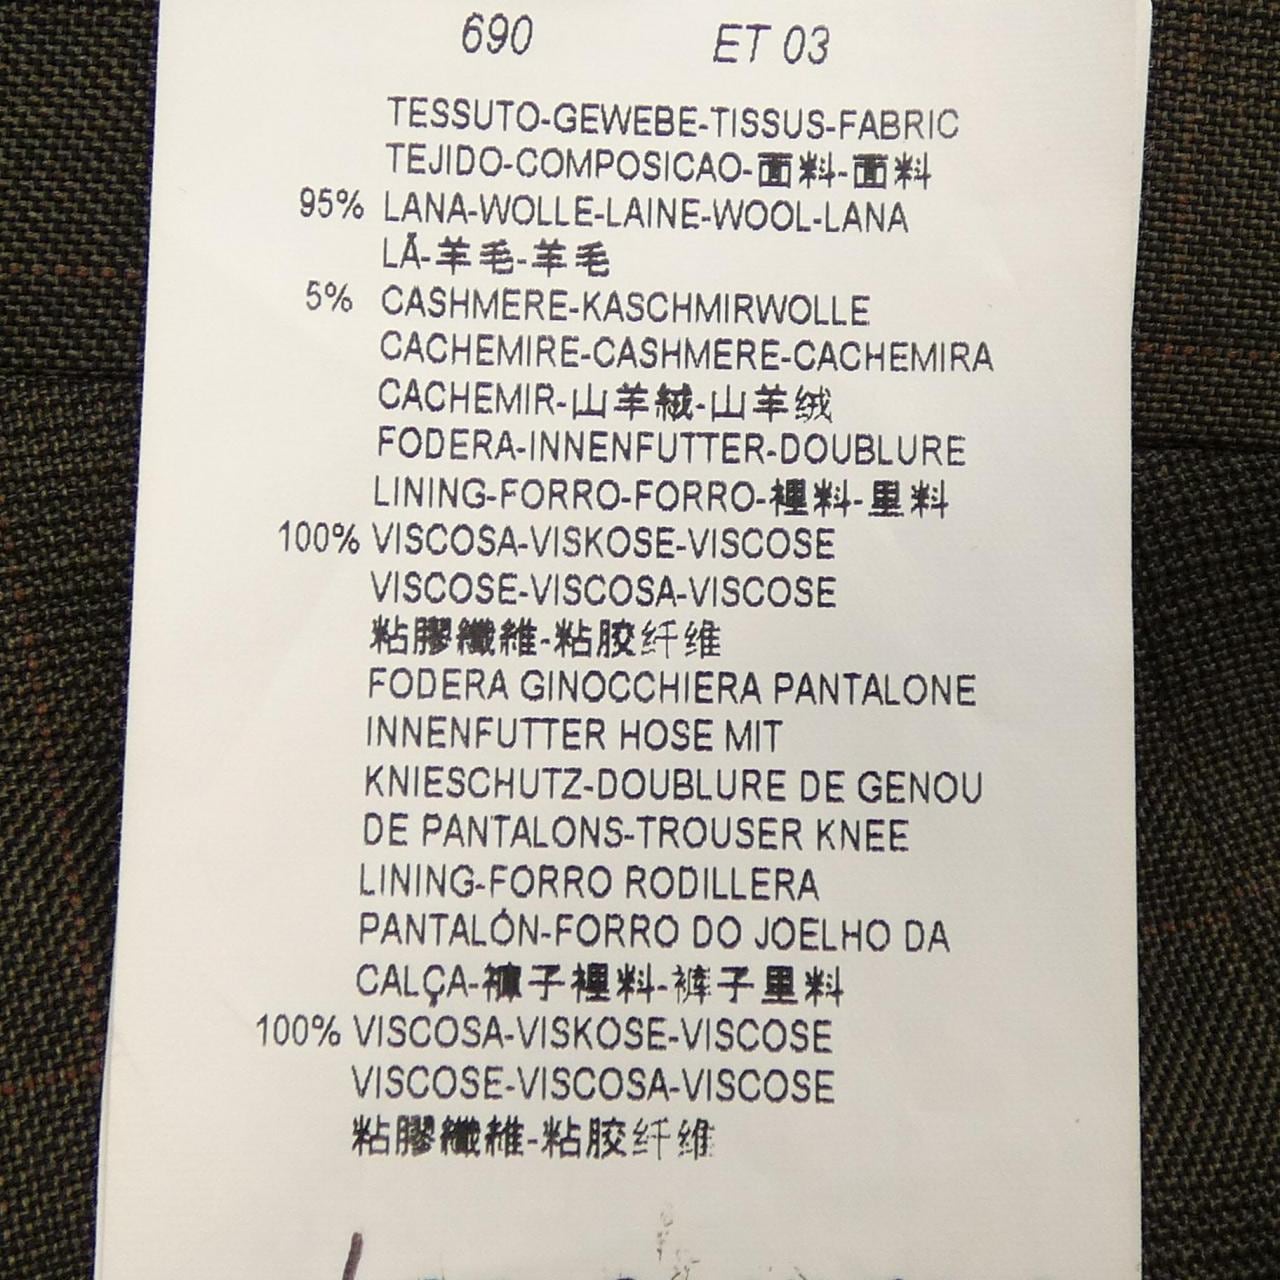 690 ET 03
TESSUTO-GEWEBE-TISSUS-FABRIC
TEJIDO-COMPOSICAO-面料-面料
95% LANA-WOLLE-LAINE-WOOL-LANA
LÃ-羊毛-羊毛
5% CASHMERE-KASCHMIRWOLLE
CACHEMIRE-CASHMERE-CACHEMIRA
CACHEMIR-山羊絨-山羊绒
FODERA-INNENFUTTER-DOUBLURE
LINING-FORRO-FORRO-裡料-里料
100% VISCOSA-VISKOSE-VISCOSE
VISCOSE-VISCOSA-VISCOSE
粘膠纖維-粘胶纤维
FODERA GINOCCHIERA PANTALONE
INNENFUTTER HOSE MIT
KNIESCHUTZ-DOUBLURE DE GENOU
DE PANTALONS-TROUSER KNEE
LINING-FORRO RODILLERA
PANTALÓN-FORRO DO JOELHO DA
CALÇA-褲子裡料-裤子里料
100% VISCOSA-VISKOSE-VISCOSE
VISCOSE-VISCOSA-VISCOSE
粘膠纖維-粘胶纤维